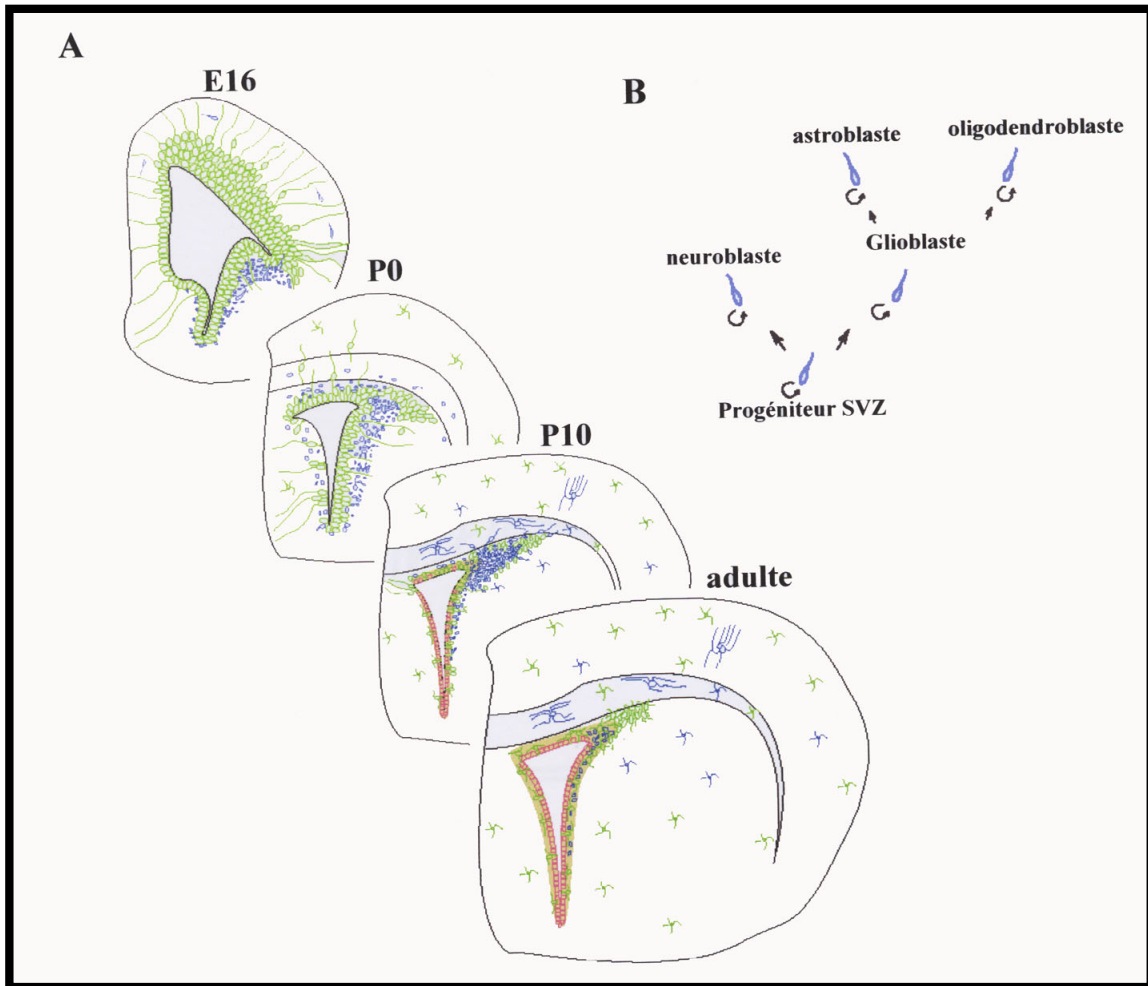 A
E16
P0
P10
adulte
B
astroblaste
oligodendroblaste
neuroblaste
Glioblaste
Progéniteur SVZ